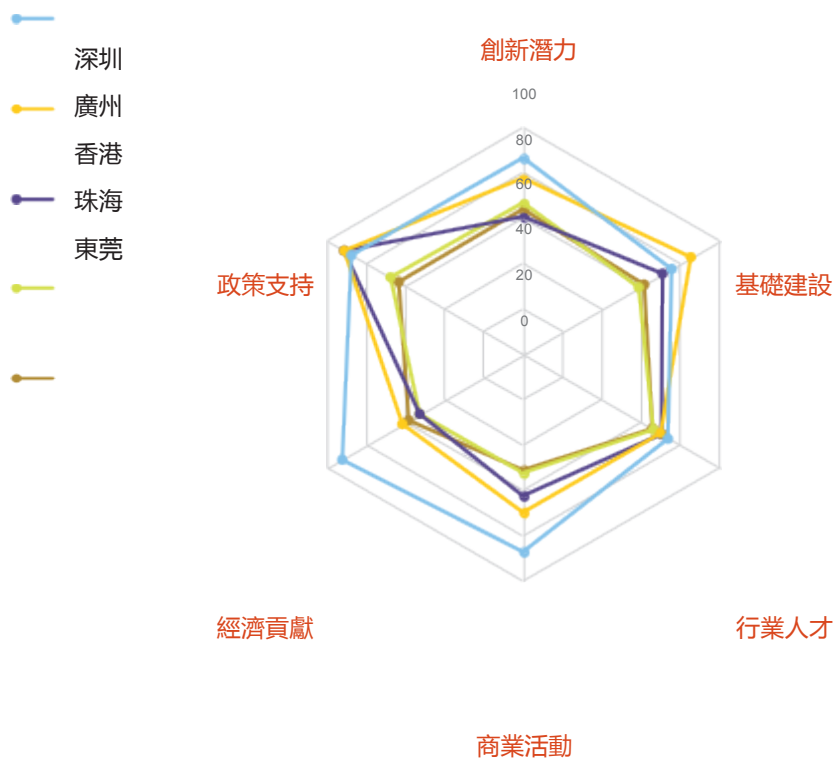 深圳
廣州
香港
珠海
東莞
創新潛力
100
80
60
40
20
0
政策支持
基礎建設
經濟貢獻
行業人才
商業活動